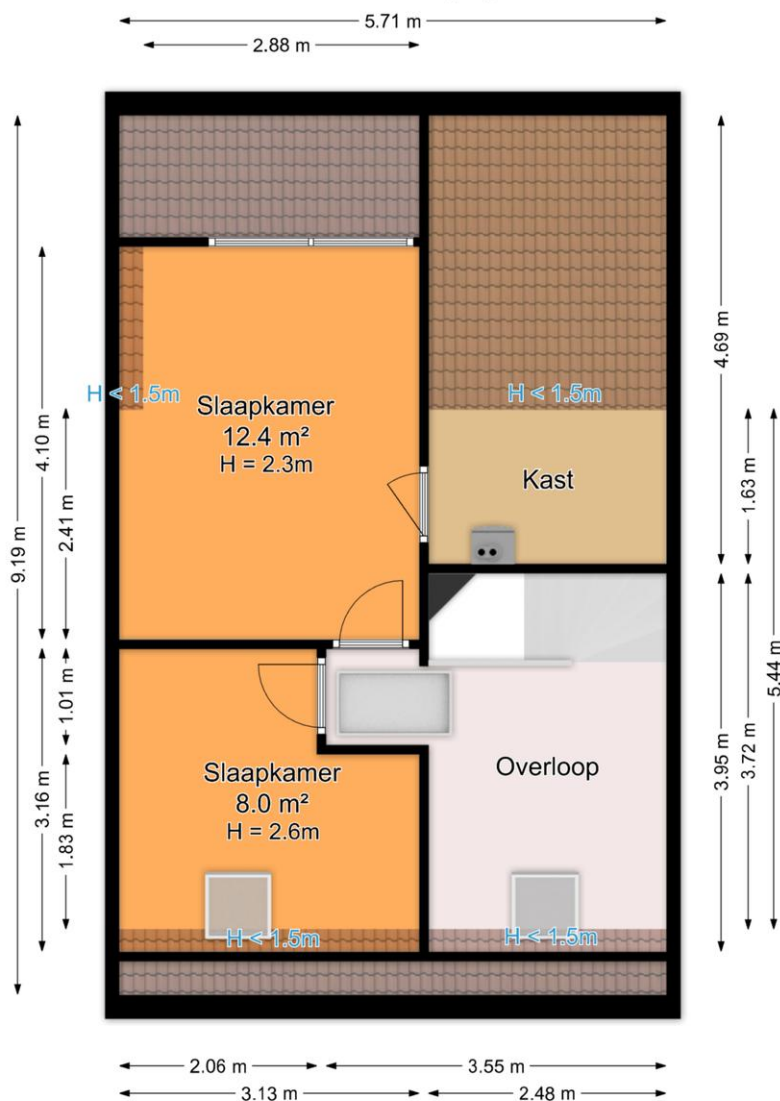 5.71 m
2.88 m
9.19 m
4.10 m
2.41 m
4.69 m
1.63 m
5.44 m
H < 1.5m
H < 1.5m
Slaapkamer
12.4 m²
H = 2.3m
Kast
1.01 m
3.16 m
1.83 m
3.95 m
3.72 m
Slaapkamer
8.0 m²
H = 2.6m
Overloop
H < 1.5m
H < 1.5m
2.06 m
3.55 m
3.13 m
2.48 m